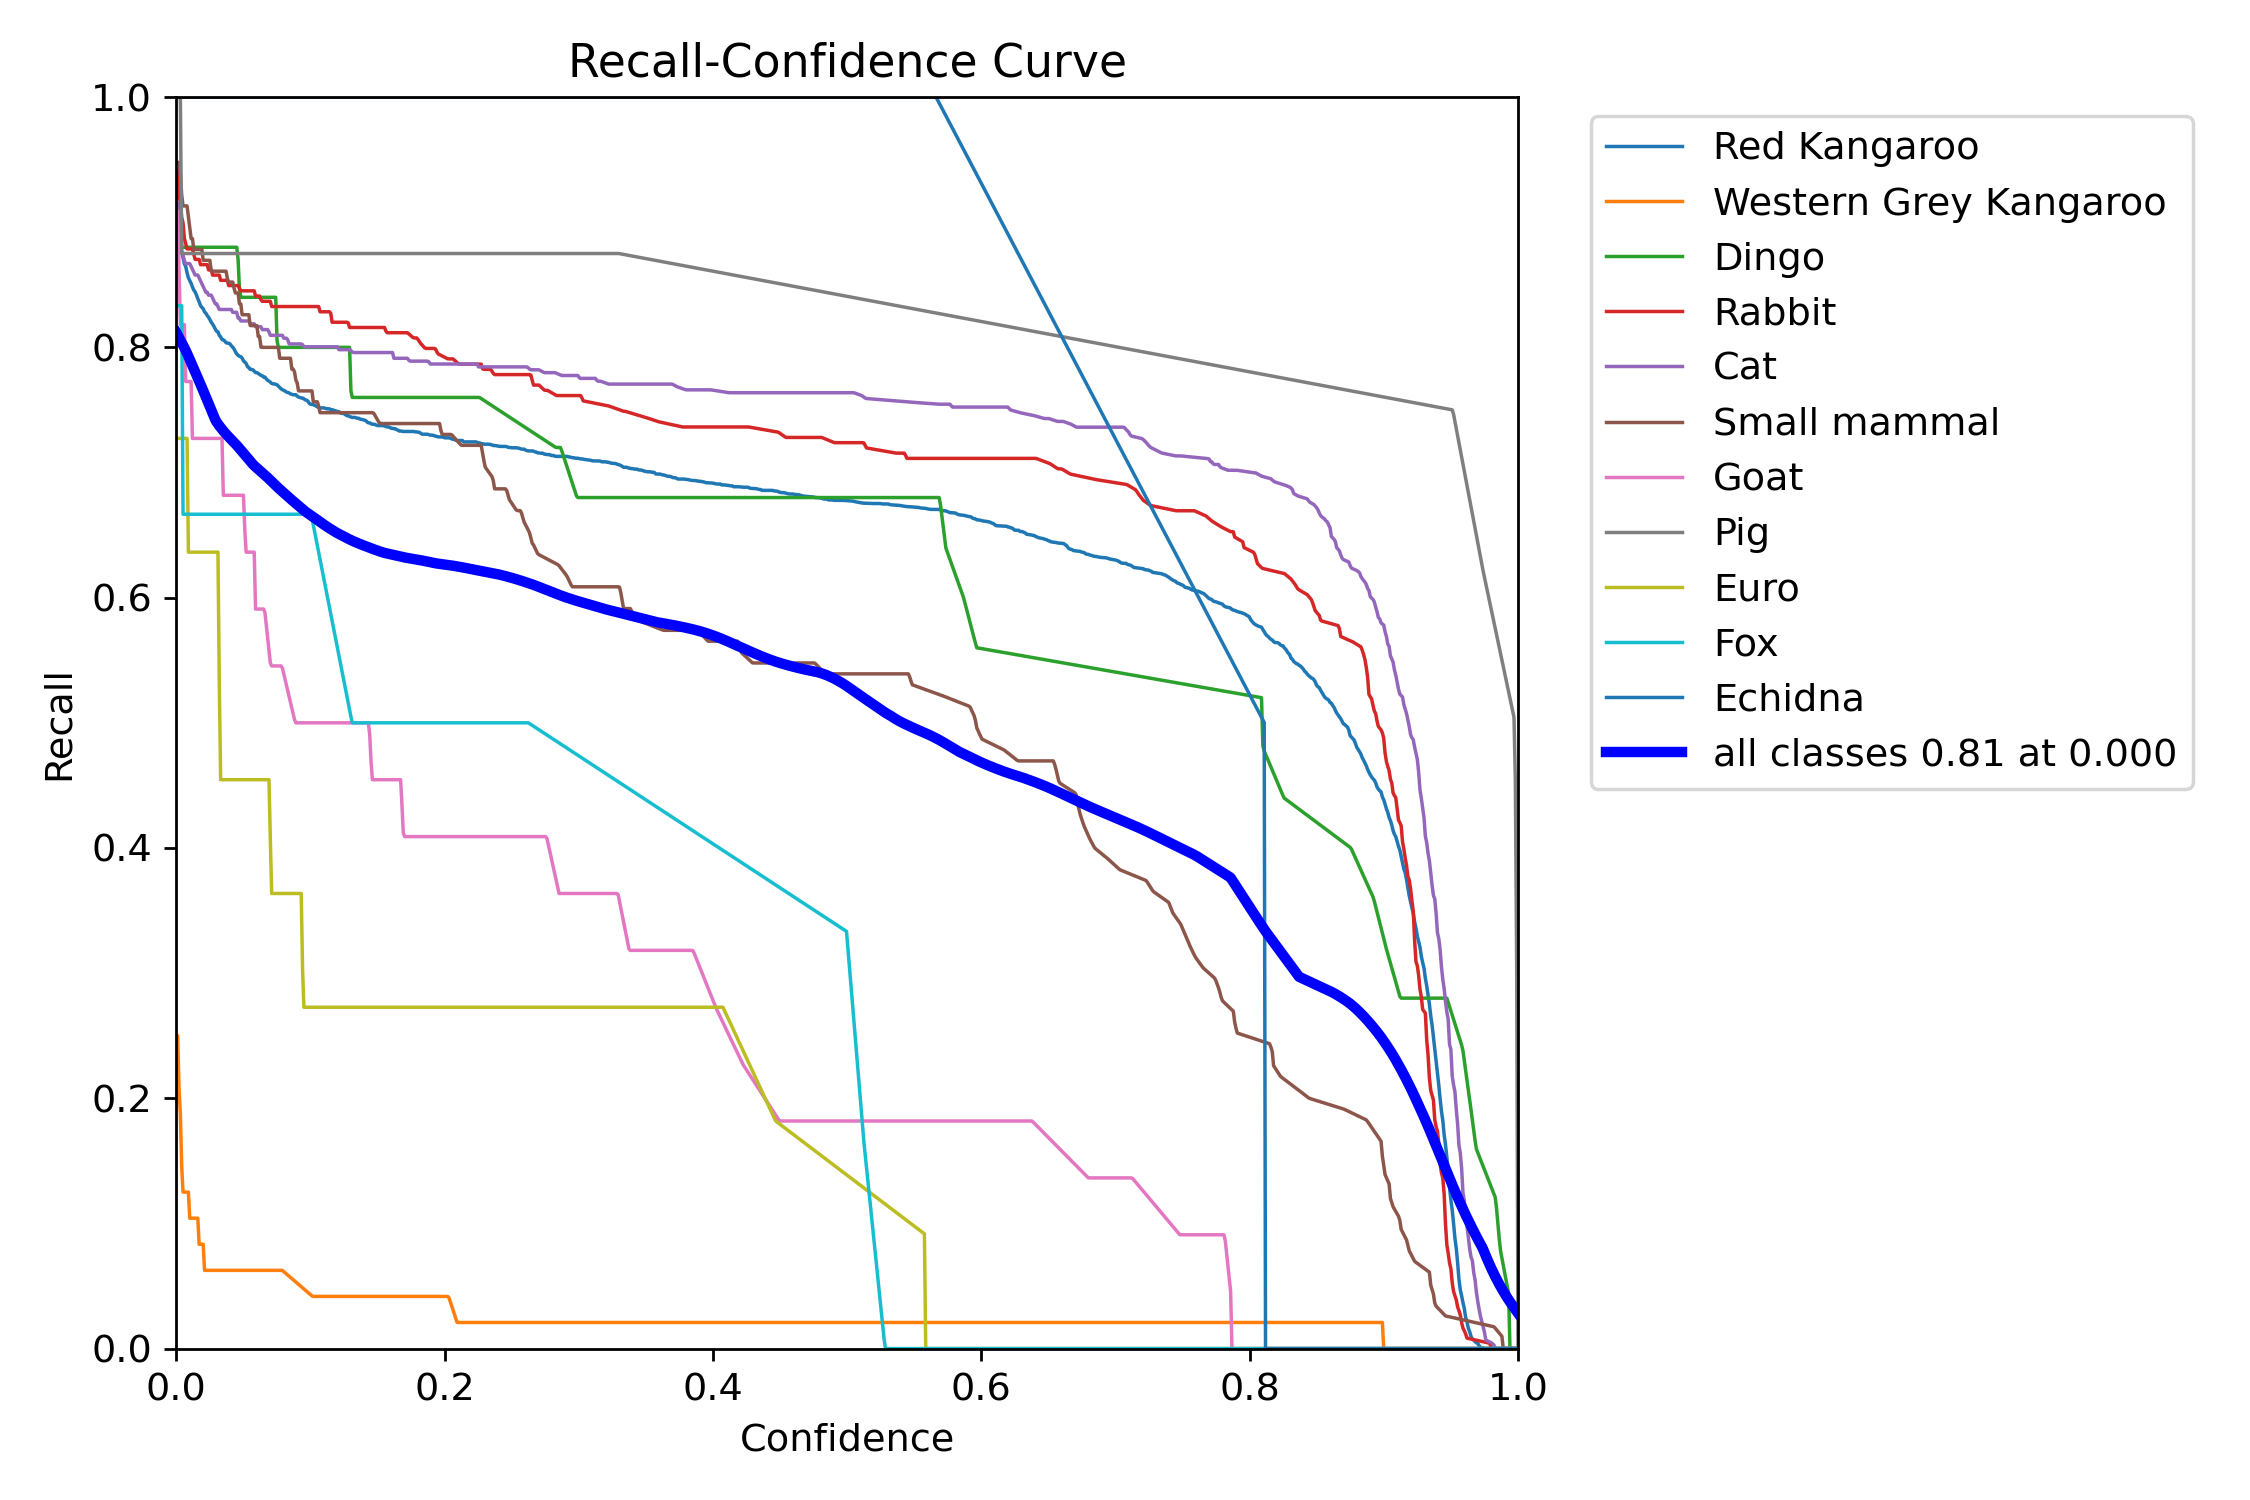 Recall-Confidence Curve
1.0
0.8
0.6
0.4
0.2
0.0
Recall
0.0 0.2 0.4 0.6 0.8 1.0
Confidence
Red Kangaroo
Western Grey Kangaroo
Dingo
Rabbit
Cat
Small mammal
Goat
Pig
Euro
Fox
Echidna
all classes 0.81 at 0.000